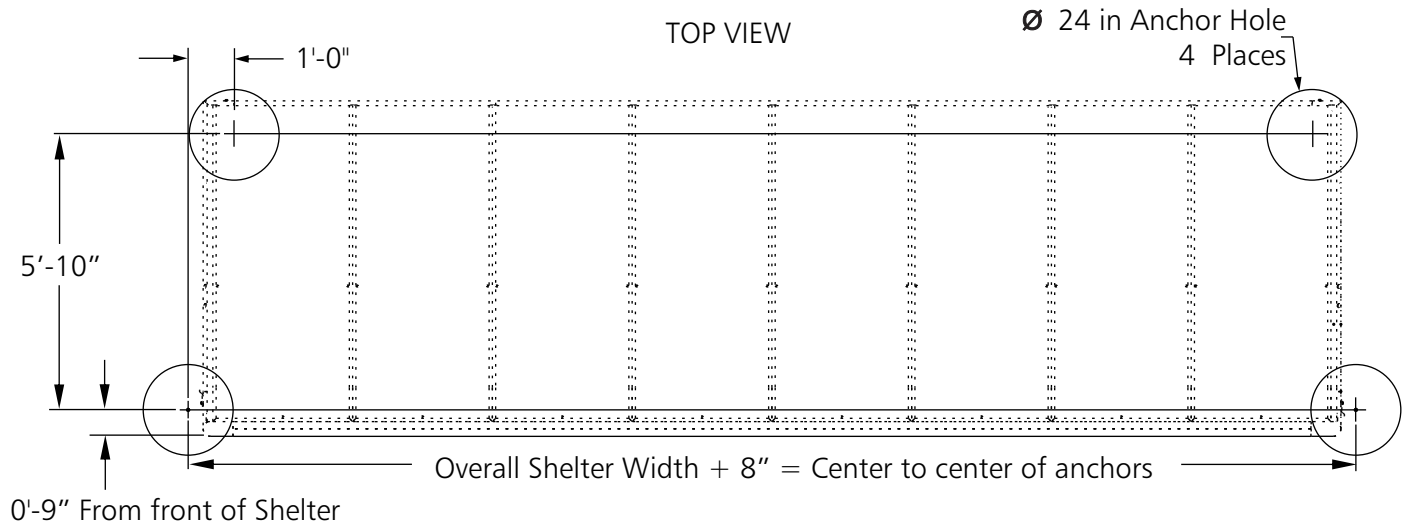 TOP VIEW
Ø 24 in Anchor Hole
4 Places
1'-0"
5’-10”
Overall Shelter Width + 8” = Center to center of anchors
0'-9” From front of Shelter